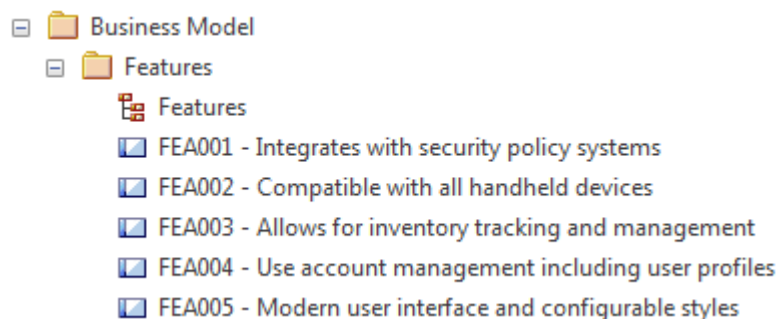 Business Model
Features
Features
FEA001 - Integrates with security policy systems
FEA002 - Compatible with all handheld devices
FEA003 - Allows for inventory tracking and management
FEA004 - Use account management including user profiles
FEA005 - Modern user interface and configurable styles